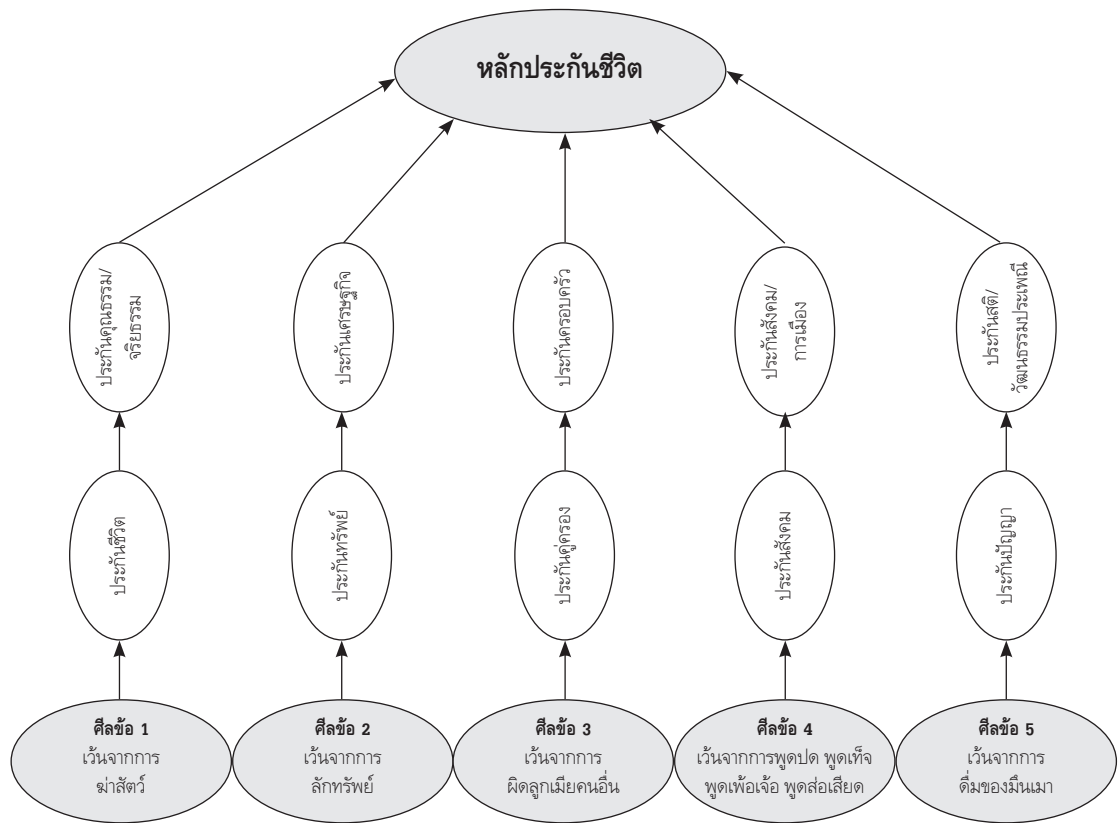 หลักประกันชีวิต
ประกันคุณธรรม/
จริยธรรม
ประกันเศรษฐกิจ
ประกันครอบครัว
ประกันสังคม/
การเมือง
ประกันสติ/
วัฒนธรรมประเพณี
ประกันชีวิต
ประกันทรัพย์
ประกันคู่ครอง
ประกันสังคม
ประกันปัญญา
ศีลข้อ 1
เว้นจากการ
ฆ่าสัตว์
ศีลข้อ 2
เว้นจากการ
ลักทรัพย์
ศีลข้อ 3
เว้นจากการ
ผิดลูกเมียคนอื่น
ศีลข้อ 4
เว้นจากการพูดปด พูดเท็จ
พูดเพ้อเจ้อ พูดส่อเสียด
ศีลข้อ 5
เว้นจากการ
ดื่มของมึนเมา